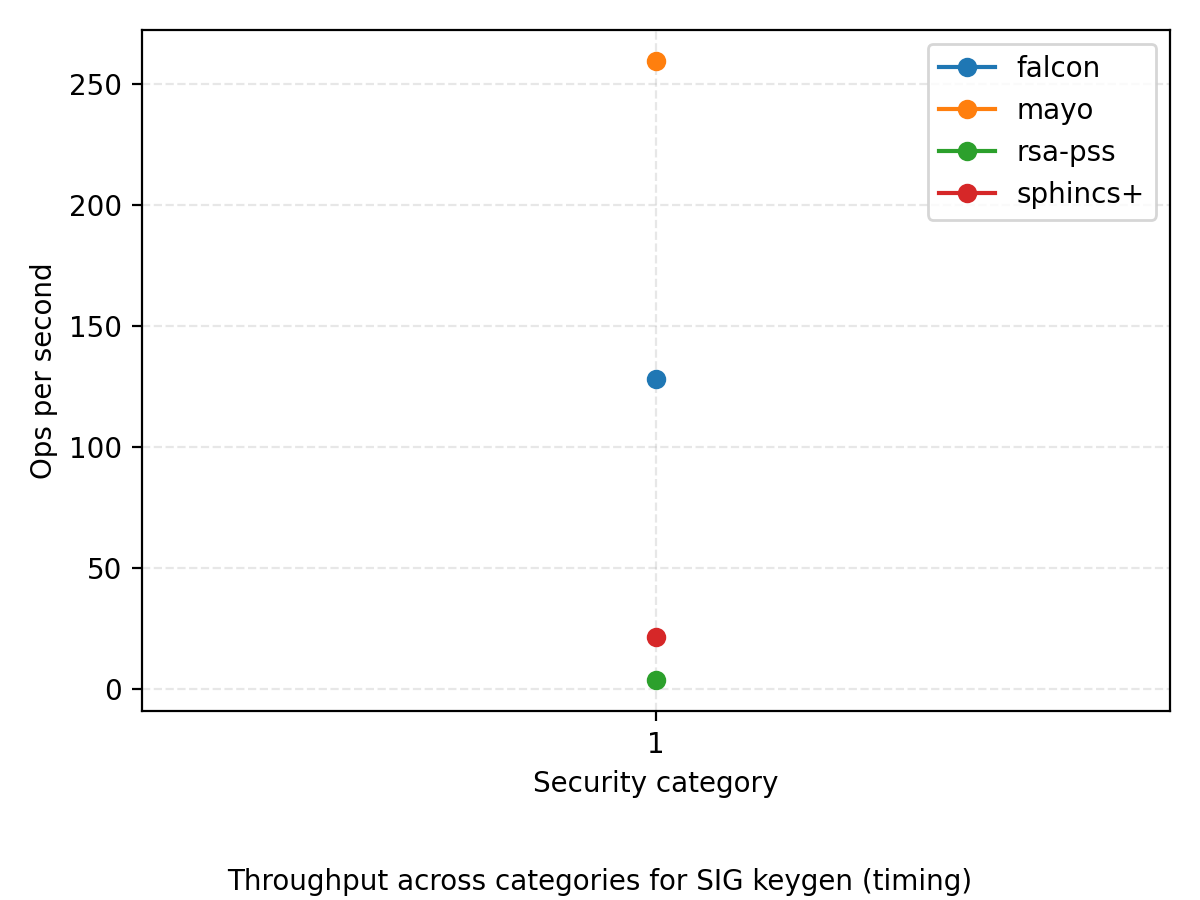 250
200
150
100
50
0
Ops per second
falcon
mayo
rsa-pss
sphincs+
1
Security category
Throughput across categories for SIG keygen (timing)